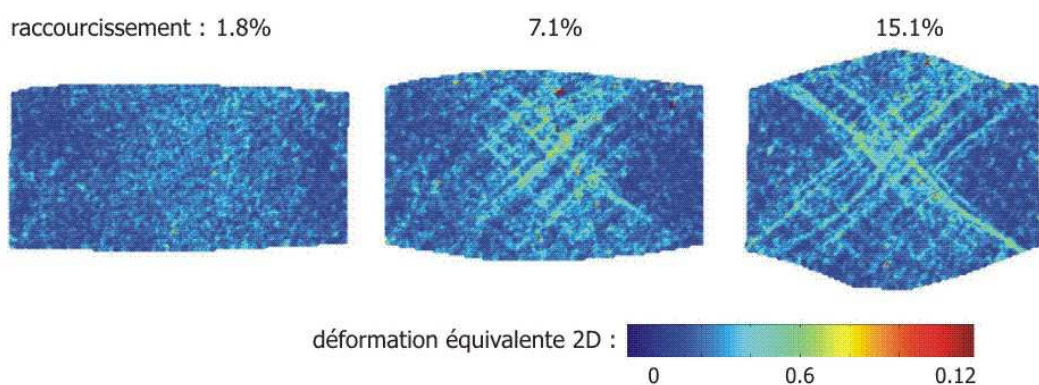 raccourcissement : 1.8% 7.1% 15.1%
déformation équivalente 2D :
0 0.6 0.12